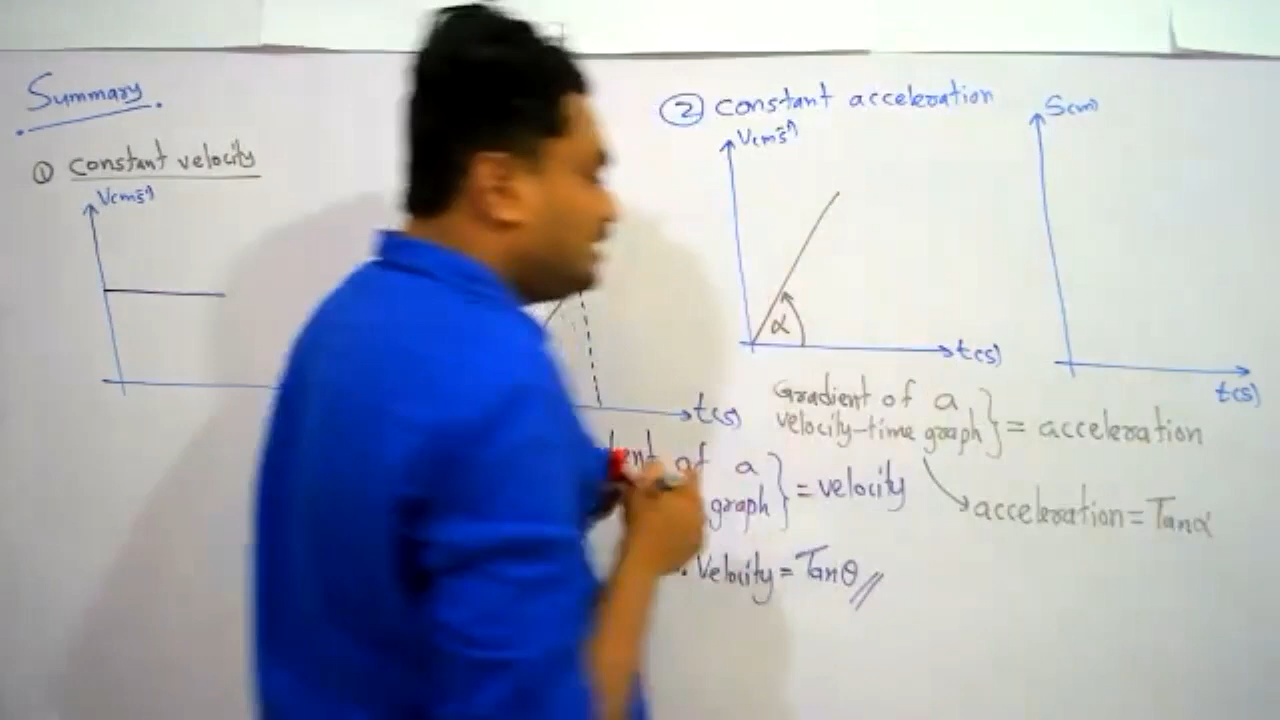 Summary.
① Constant velocity
V(ms⁻¹)
t(s)
of a
graph} = velocity
. Velocity = Tanθ //
② Constant acceleration
V(ms⁻¹)
α
t(s)
Gradient of a
velocity-time graph} = acceleration
acceleration = Tanα
S(m)
t(s)